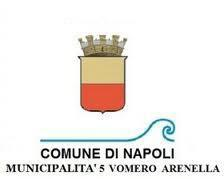 COMUNE DI NAPOLI
MUNICIPALITA' 5 VOMERO ARENELLA